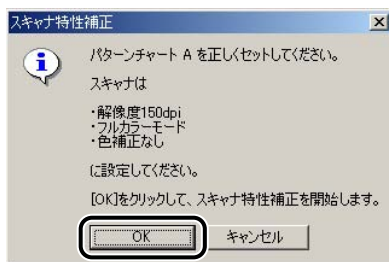 スキャナ特性補正
パターンチャート A を正しくセットしてください。
スキャナは
・解像度150dpi
・フルカラーモード
・色補正なし
に設定してください。
[OK]をクリックして、スキャナ特性補正を開始します。
OK
キャンセル